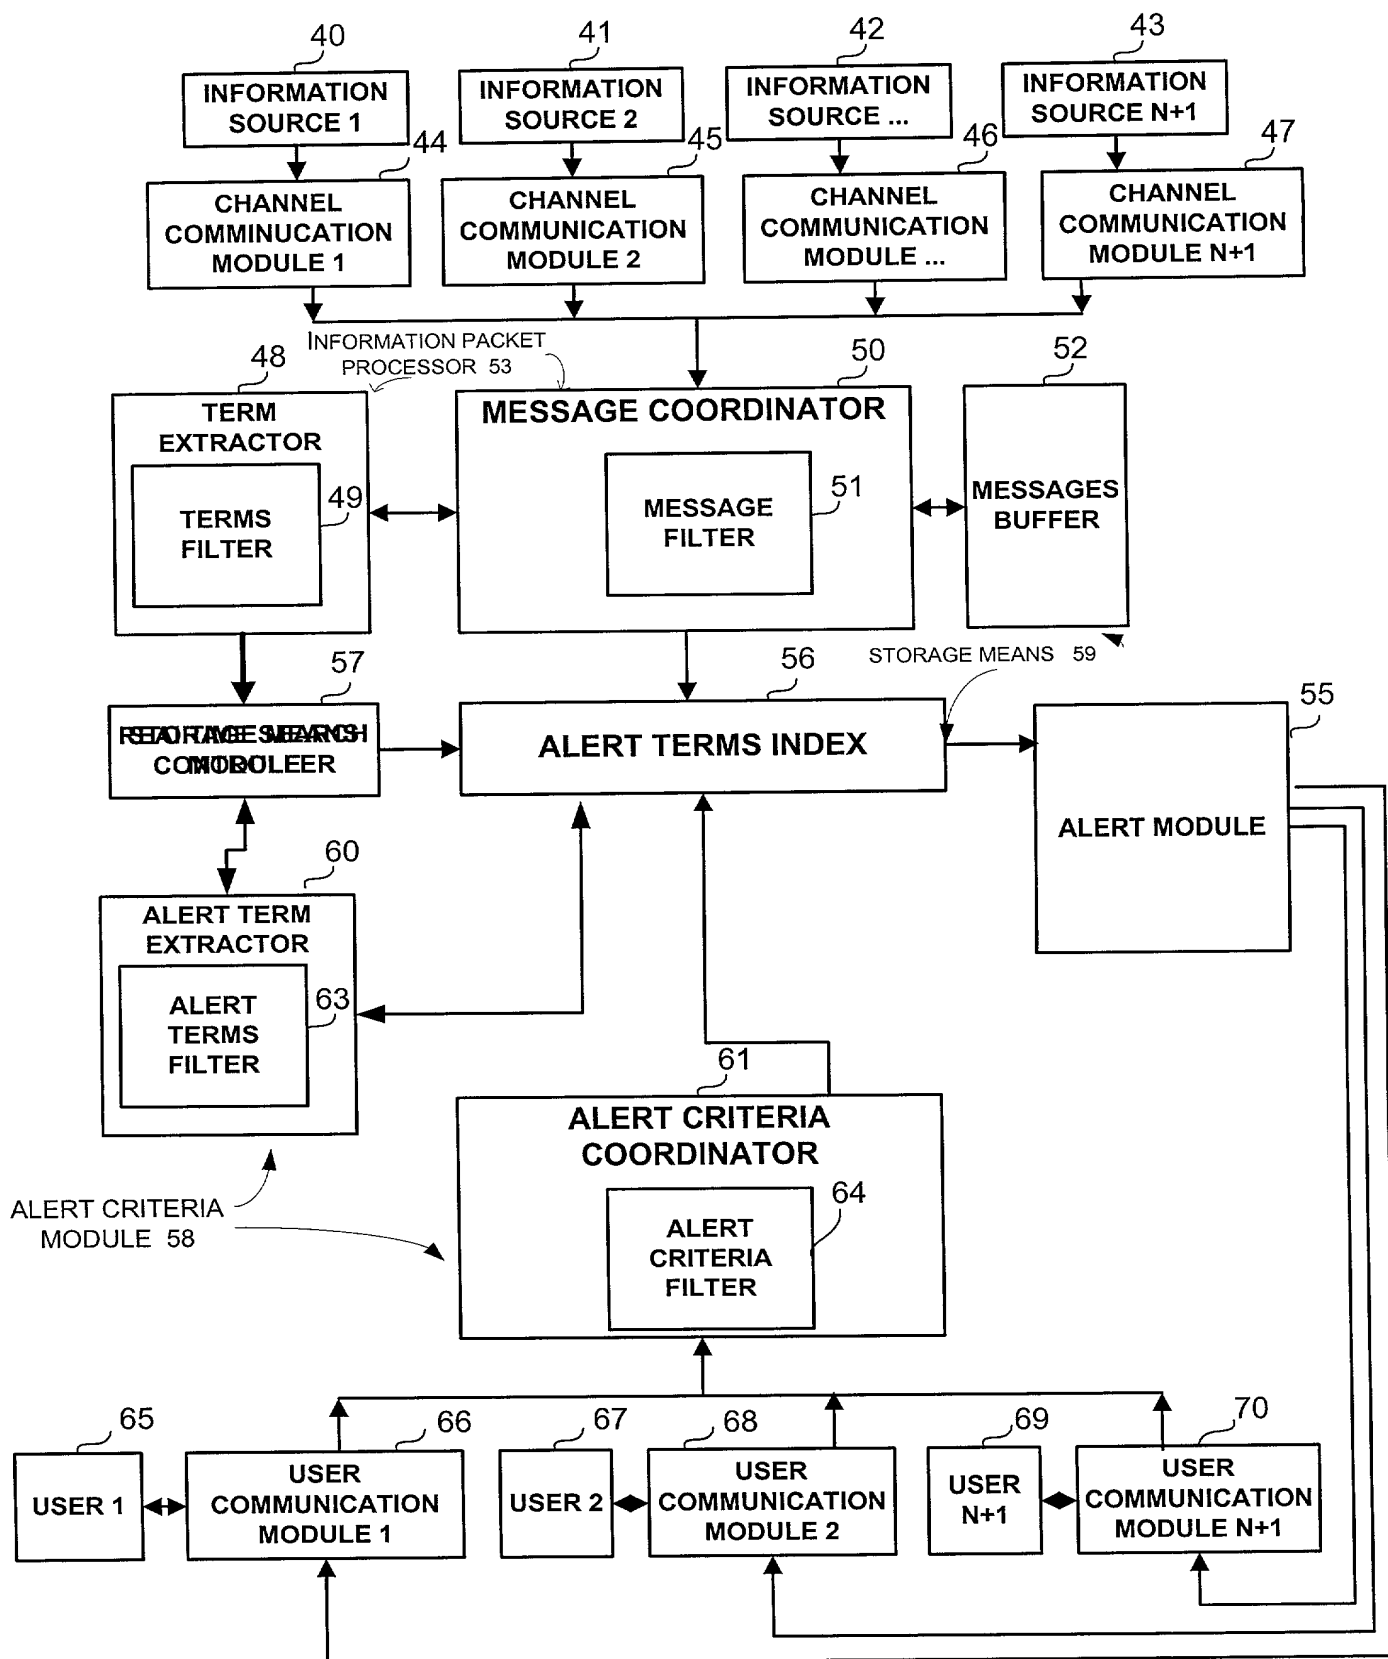 40
41
42
43
INFORMATION
SOURCE 1
INFORMATION
SOURCE 2
INFORMATION
SOURCE ...
INFORMATION
SOURCE N+1
44
45
46
47
CHANNEL
COMMINUCATION
MODULE 1
CHANNEL
COMMUNICATION
MODULE 2
CHANNEL
COMMUNICATION
MODULE ...
CHANNEL
COMMUNICATION
MODULE N+1
INFORMATION PACKET
PROCESSOR 53
48
50
52
TERM
EXTRACTOR
49
TERMS
FILTER
MESSAGE COORDINATOR
51
MESSAGE
FILTER
MESSAGES
BUFFER
STORAGE MEANS 59
57
56
55
ALERT TERMS INDEX
ALERT MODULE
60
ALERT TERM
EXTRACTOR
63
ALERT
TERMS
FILTER
61
ALERT CRITERIA
COORDINATOR
64
ALERT
CRITERIA
FILTER
ALERT CRITERIA
MODULE 58
65
66
67
68
69
70
USER 1
USER
COMMUNICATION
MODULE 1
USER 2
USER
COMMUNICATION
MODULE 2
USER
N+1
USER
COMMUNICATION
MODULE N+1